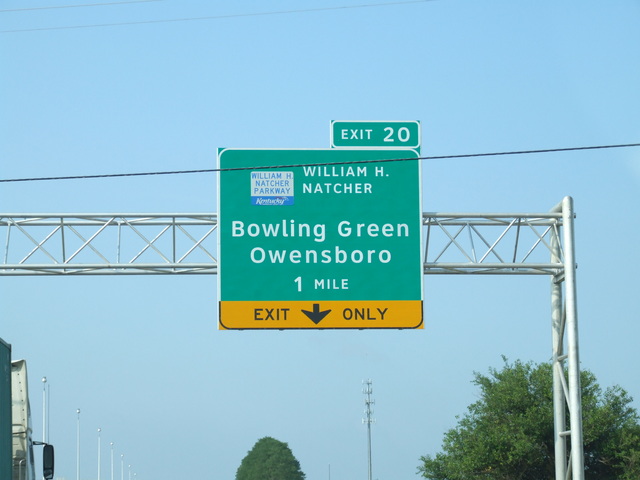 EXIT 20
WILLIAM H.
NATCHER
PARKWAY
Kentucky
WILLIAM H.
NATCHER
Bowling Green
Owensboro
1 MILE
EXIT ONLY